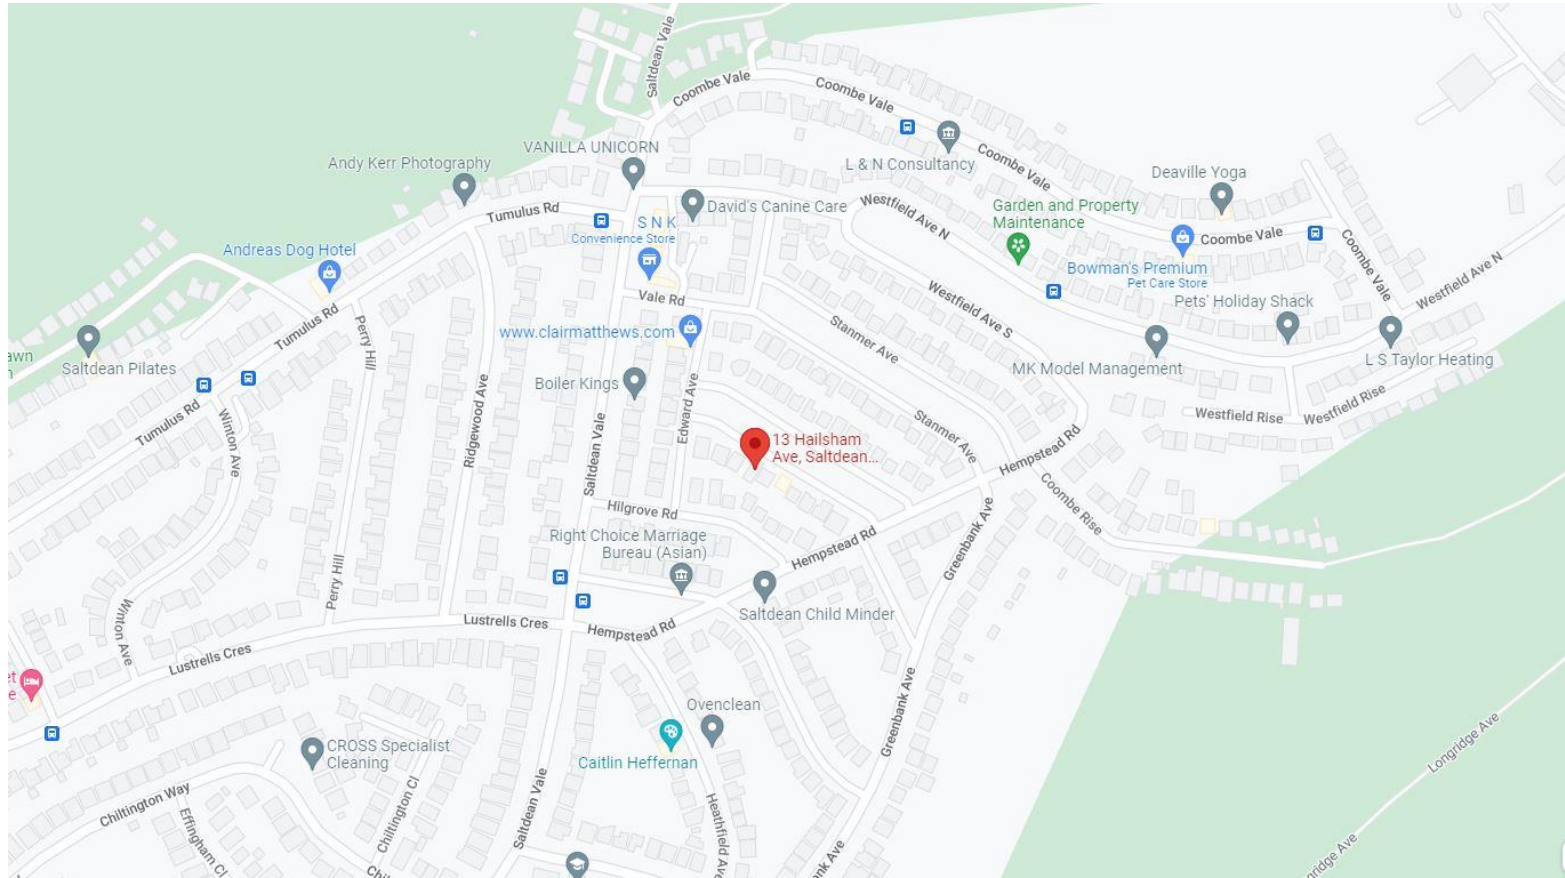 Saltdean Vale
Coombe Vale
Coombe Vale
VANILLA UNICORN
Andy Kerr Photography
L & N Consultancy
Coombe Vale
Deaville Yoga
Tumulus Rd
S N K
Convenience Store
David's Canine Care
Westfield Ave N
Garden and Property
Maintenance
Coombe Vale
Coombe Vale
Andreas Dog Hotel
Bowman's Premium
Pet Care Store
Westfield Ave N
Vale Rd
Westfield Ave S
Pets' Holiday Shack
Tumulus Rd
Perry Hill
www.clairmatthews.com
Stanmer Ave
awn
Saltdean Pilates
MK Model Management
L S Taylor Heating
Boiler Kings
Edward Ave
Westfield Rise
Westfield Rise
Tumulus Rd
Winton Ave
Ridgewood Ave
Saltdean Vale
Stanmer Ave
13 Hailsham
Ave, Saltdean...
Hempstead Rd
Coombe Rise
Hilgrove Rd
Right Choice Marriage
Bureau (Asian)
Hempstead Rd
Greenbank Ave
Perry Hill
Winton Ave
Saltdean Child Minder
Lustrells Cres
Hempstead Rd
Lustrells Cres
et
e
Ovenclean
Greenbank Ave
CROSS Specialist
Cleaning
Caitlin Heffernan
Longridge Ave
Chiltington Way
Chiltington Cl
Saltdean Vale
Heathfield Ave
Effingham Cl
Chi
nk Ave
ngridge Ave